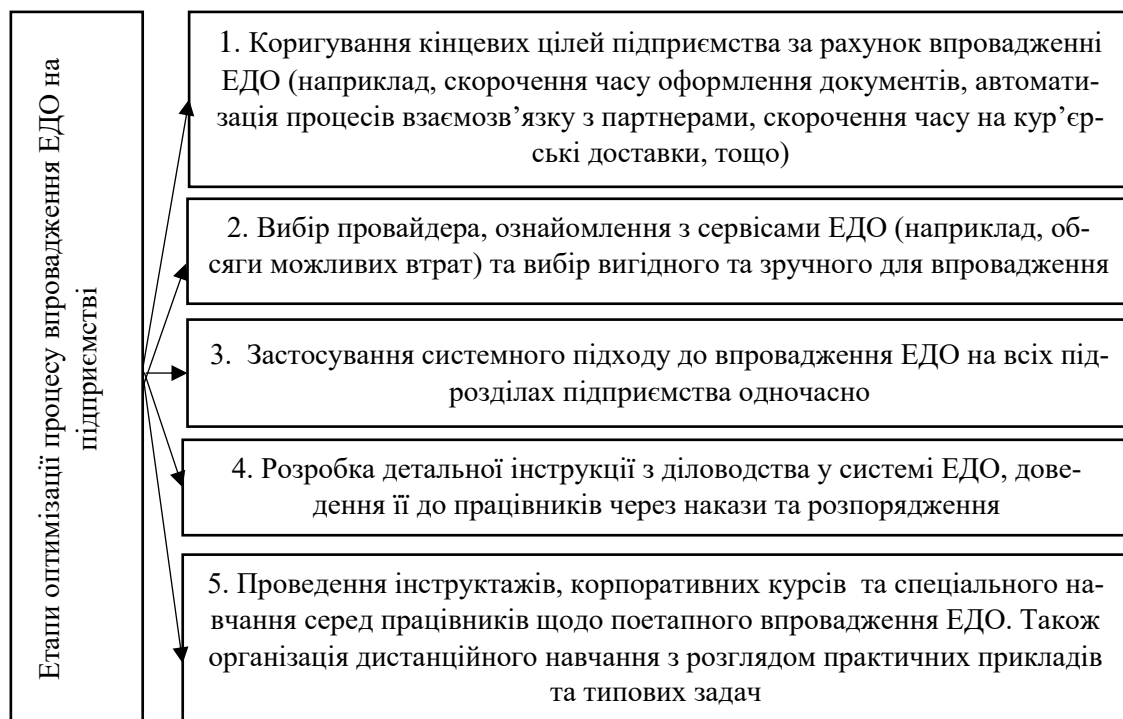 Етапи оптимізації процесу впровадження ЕДО на
підприємстві
1. Коригування кінцевих цілей підприємства за рахунок впровадженні
ЕДО (наприклад, скорочення часу оформлення документів, автомати-
зація процесів взаємозв’язку з партнерами, скорочення часу на кур’єр-
ські доставки, тощо)
2. Вибір провайдера, ознайомлення з сервісами ЕДО (наприклад, об-
сяги можливих втрат) та вибір вигідного та зручного для впровадження
3. Застосування системного підходу до впровадження ЕДО на всіх під-
розділах підприємства одночасно
4. Розробка детальної інструкції з діловодства у системі ЕДО, дове-
дення її до працівників через накази та розпорядження
5. Проведення інструктажів, корпоративних курсів та спеціального на-
вчання серед працівників щодо поетапного впровадження ЕДО. Також
організація дистанційного навчання з розглядом практичних прикладів
та типових задач